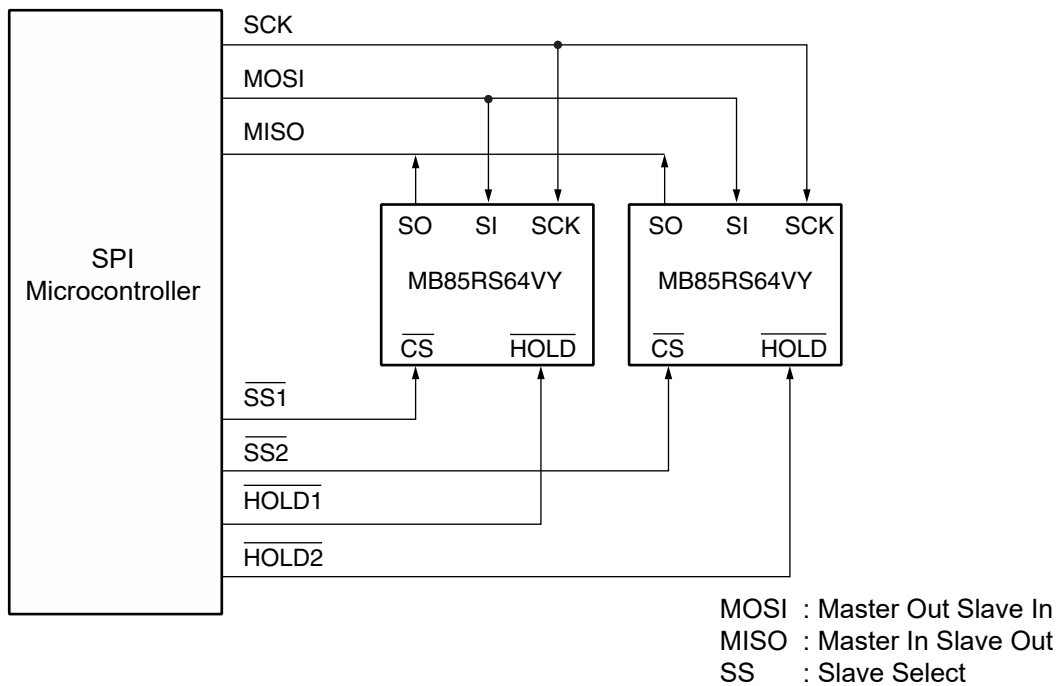 SCK
MOSI
MISO
SPI
Microcontroller
SO SI SCK
MB85RS64VY
CS HOLD
SO SI SCK
MB85RS64VY
CS HOLD
SS1
SS2
HOLD1
HOLD2
MOSI : Master Out Slave In
MISO : Master In Slave Out
SS : Slave Select